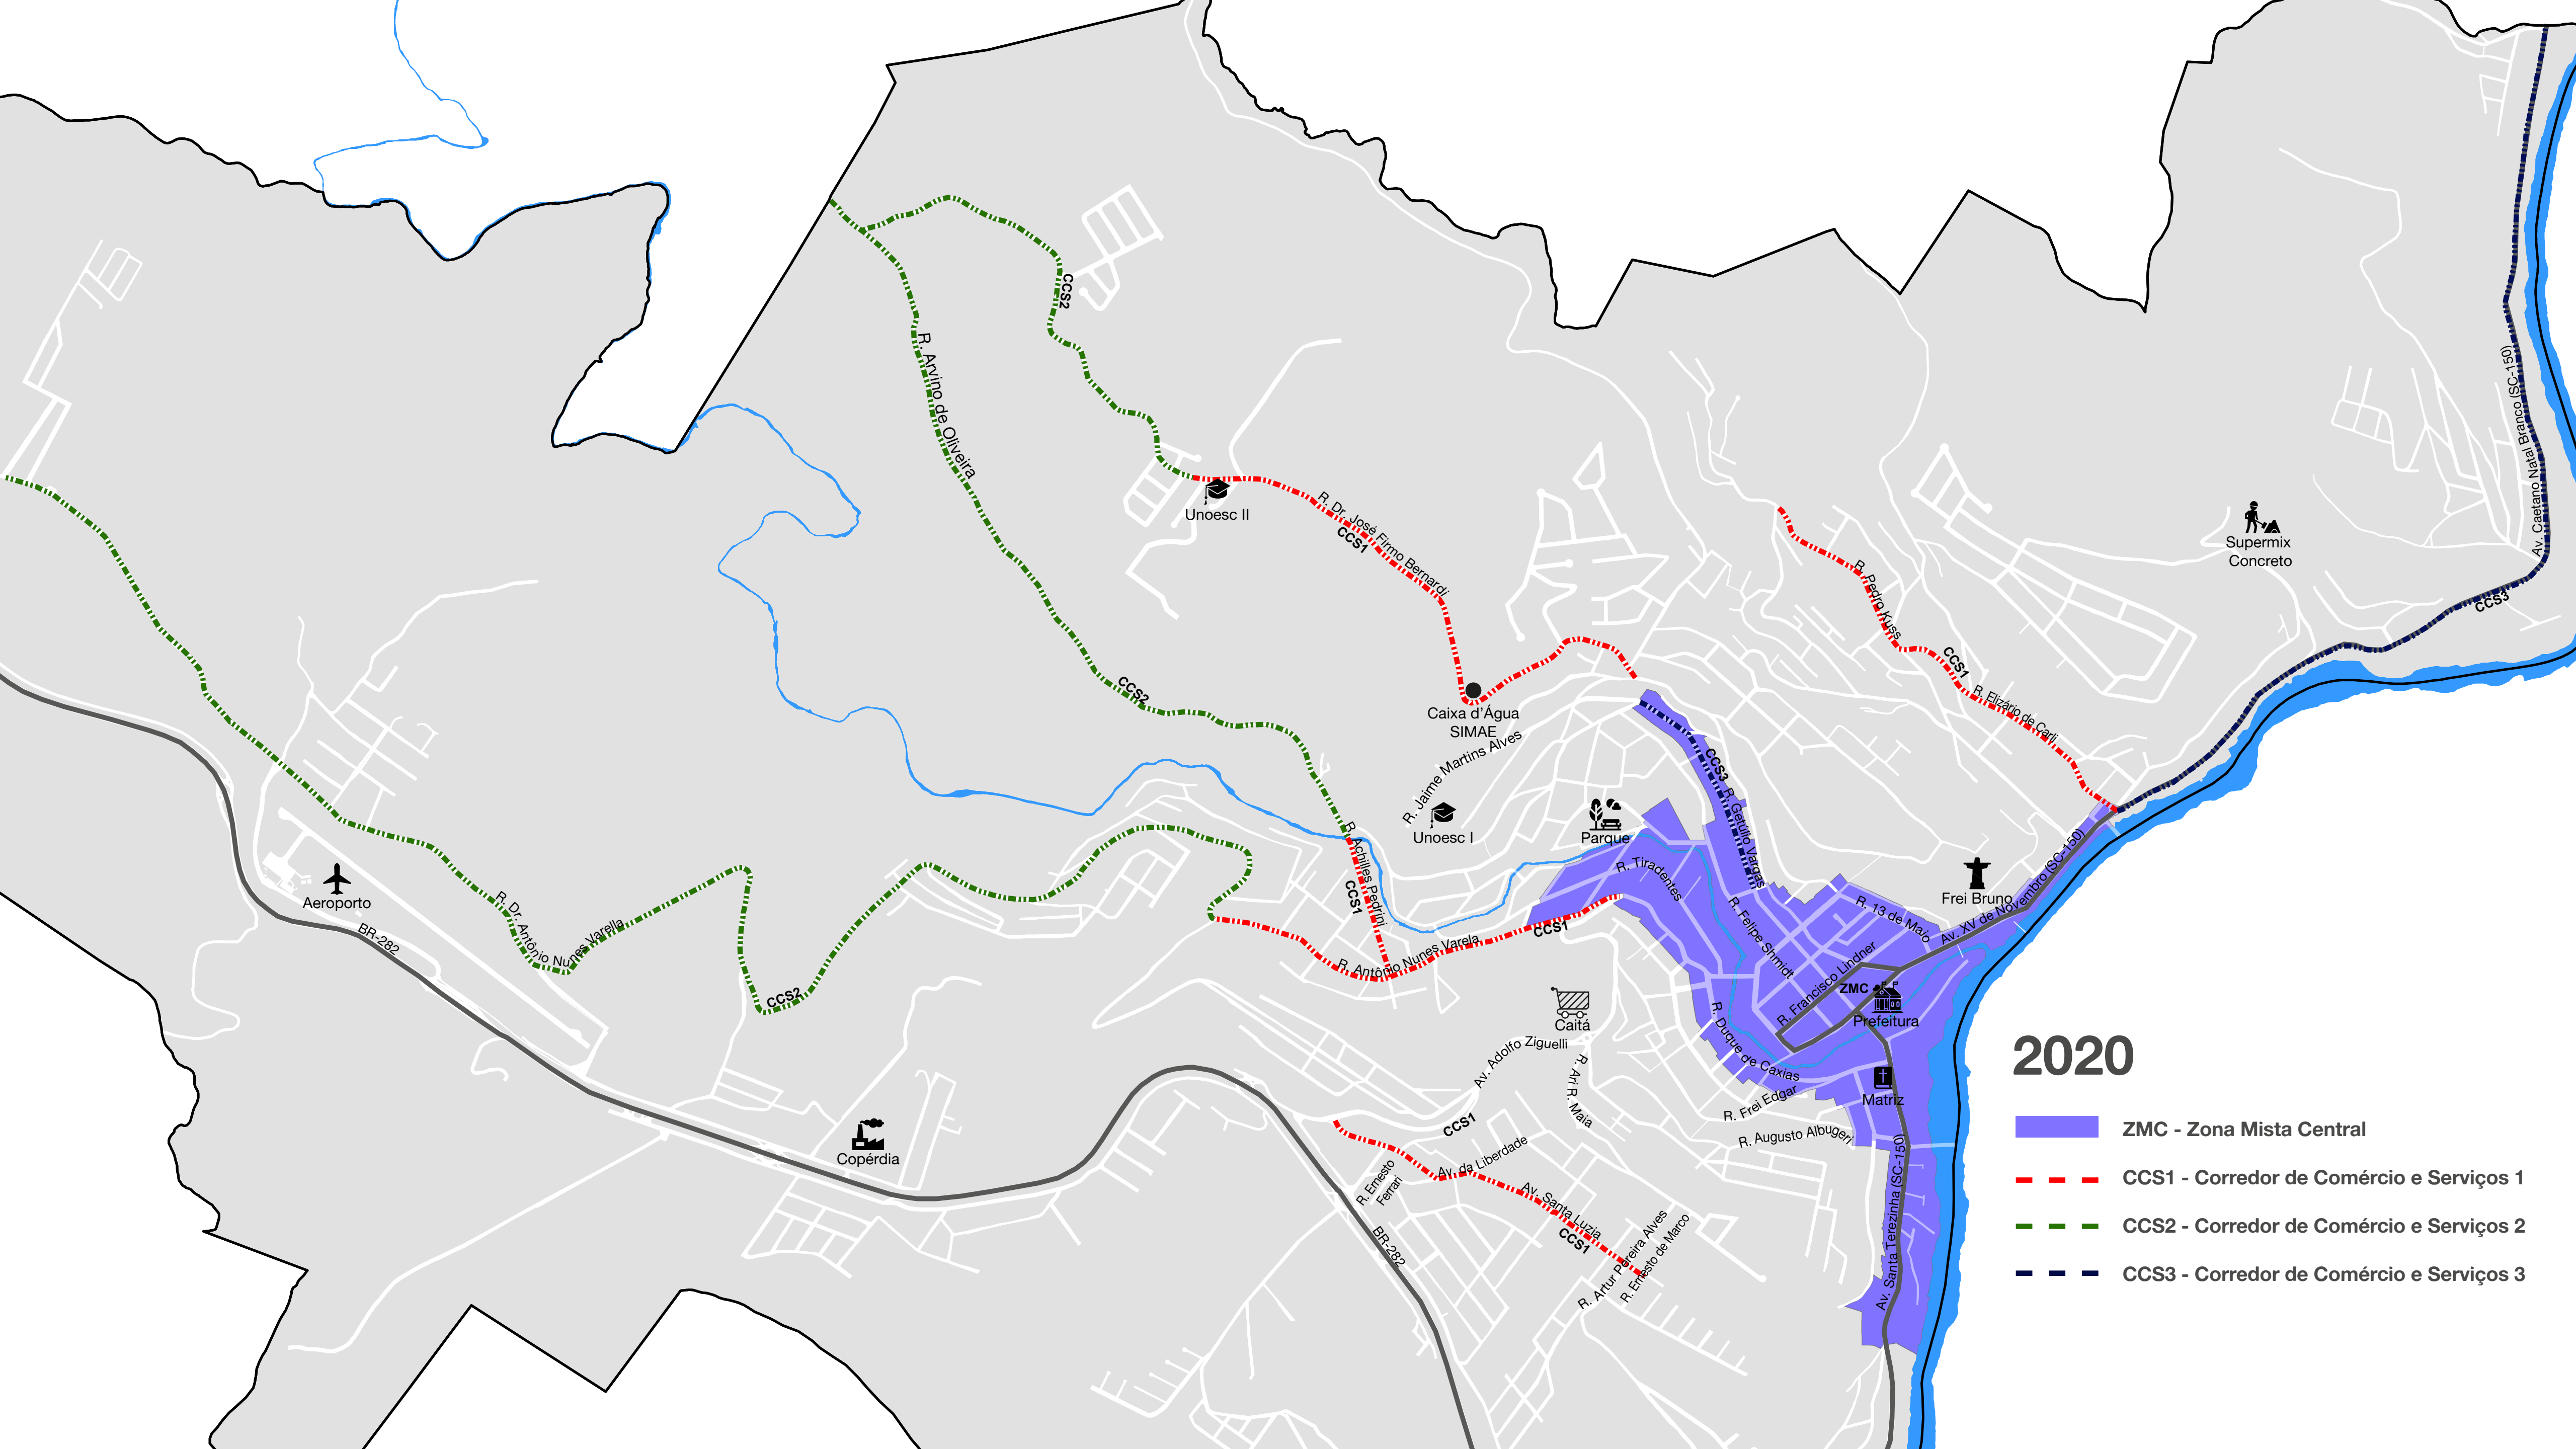 CCS2
R. Arvino de Oliveira
Unoesc II
R. Dr. José Firmo Bernardi
CCS1
Av. Caetano Natal Branco (SC-150)
Supermix
Concreto
CCS3
R. Pedro Kuss
CCS1
R. Elizário de Carli
CCS2
Caixa d'Água
SIMAE
R. Jaime Martins Alves
Unoesc I
Parque
CCS3
R. Getúlio Vargas
R. Achilles Pedrini
CCS1
R. Tiradentes
Aeroporto
BR-282
R. Dr. Antônio Nunes Varella
CCS2
R. Antônio Nunes Varela
CCS1
R. Felipe Shmidt
R. 13 de Maio
Frei Bruno
Av. XV de Novembro (SC-150)
R. Francisco Lindner
ZMC
Prefeitura
Caitá
Av. Adolfo Ziguelli
R. Ari R. Maia
R. Duque de Caxias
R. Frei Edgar
Matriz
R. Augusto Albugeri
Copérdia
CCS1
Av. da Liberdade
R. Ernesto
Ferrari
Av. Santa Luzia
CCS1
R. Artur Pereira Alves
R. Ernesto de Marco
BR-282
Av. Santa Terezinha (SC-150)
2020
ZMC - Zona Mista Central
CCS1 - Corredor de Comércio e Serviços 1
CCS2 - Corredor de Comércio e Serviços 2
CCS3 - Corredor de Comércio e Serviços 3